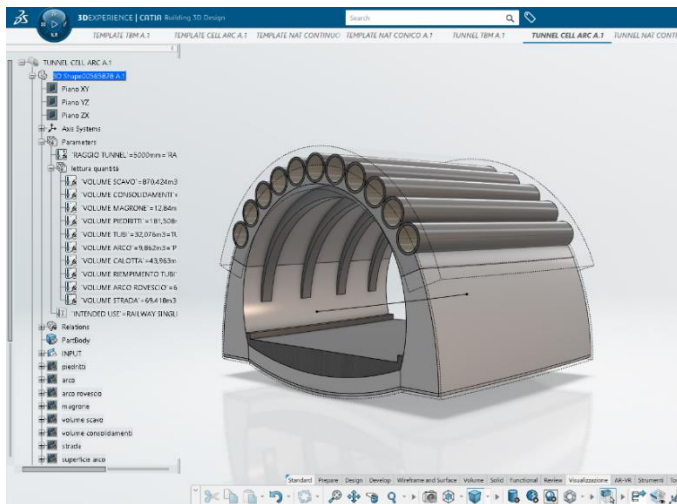 3DEXPERIENCE | CATIA Building 3D Design
Search
TEMPLATE TBM A.1 TEMPLATE CELL ARC A.1 TEMPLATE NAT CONTINUO TEMPLATE NAT CONICO A.1 TUNNEL TBM A.1 TUNNEL CELL ARC A.1 TUNNEL NAT CONTI
TUNNEL CELL ARC A.1
3D Shape00585828 A.1
Piano XY
Piano YZ
Piano ZX
Axis Systems
Parameters
`RAGGIO TUNNEL`=5000mm=`RA
lettura quantità
`VOLUME SCAVO`=870,424m3
`VOLUME CONSOLIDAMENTI`=
`VOLUME MAGRONE`=12,84m
`VOLUME PIEDRITTI`=181,508m
`VOLUME TUBI`=32,076m3=
`VOLUME ARCO`=9,862m3=
`VOLUME CALOTTA`=43,963m
`VOLUME RIEMPIMENTO TUBI`
`VOLUME ARCO ROVESCIO`=6
`VOLUME STRADA`=69,418m3
`INTENDED USE`=RAILWAY SINGL
Relations
PartBody
INPUT
piedritti
arco
arco rovescio
magrone
volume scavo
volume consolidamenti
strada
superficie arco
Standard Prepare Design Develop Wireframe and Surface Volume Solid Functional Review Visualizzazione AR-VR Strumenti